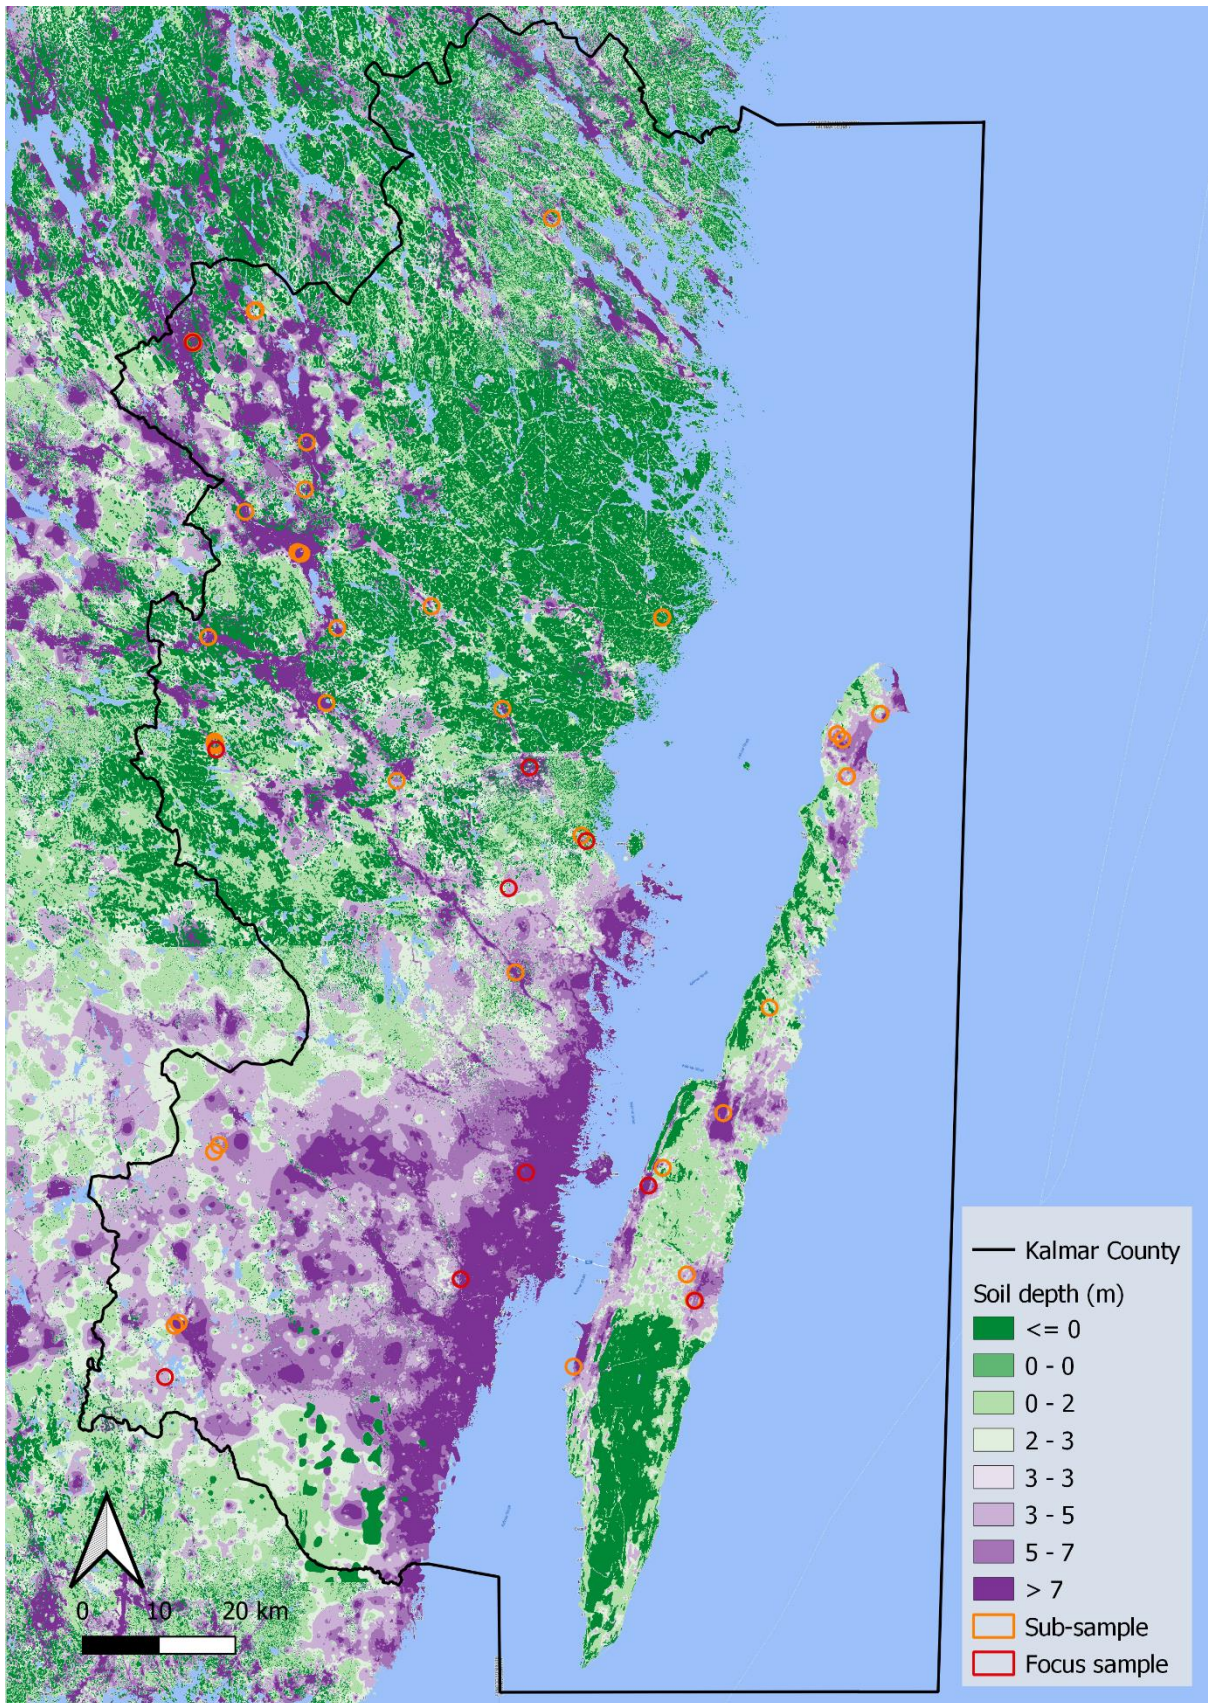 Kalmar County
Soil depth (m)
<= 0
0 - 0
0 - 2
2 - 3
3 - 3
3 - 5
5 - 7
> 7
Sub-sample
Focus sample
0 10 20 km